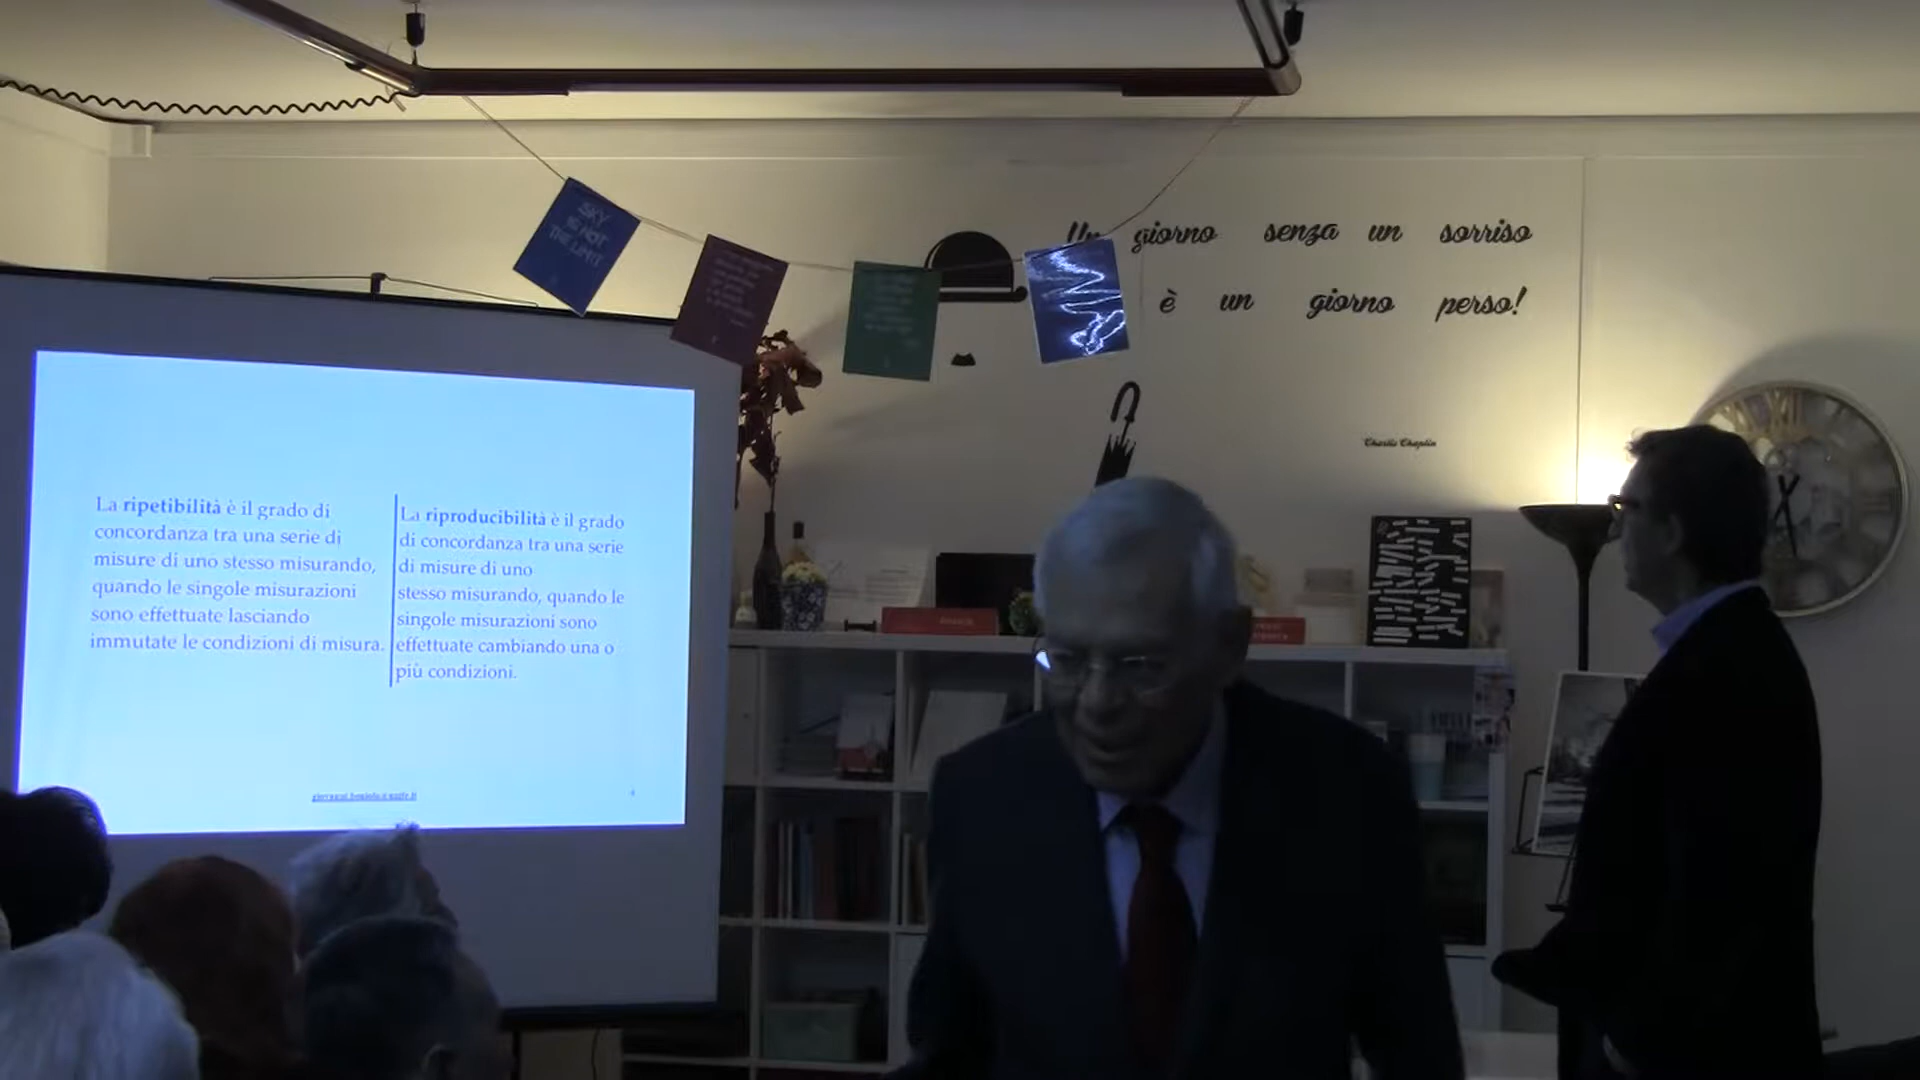 SKY
IS NOT
THE LIMIT
Un giorno senza un sorriso
è un giorno perso!
Charlie Chaplin
La ripetibilità è il grado di
concordanza tra una serie di
misure di uno stesso misurando,
quando le singole misurazioni
sono effettuate lasciando
immutate le condizioni di misura.
La riproducibilità è il grado
di concordanza tra una serie
di misure di uno
stesso misurando, quando le
singole misurazioni sono
effettuate cambiando una o
più condizioni.